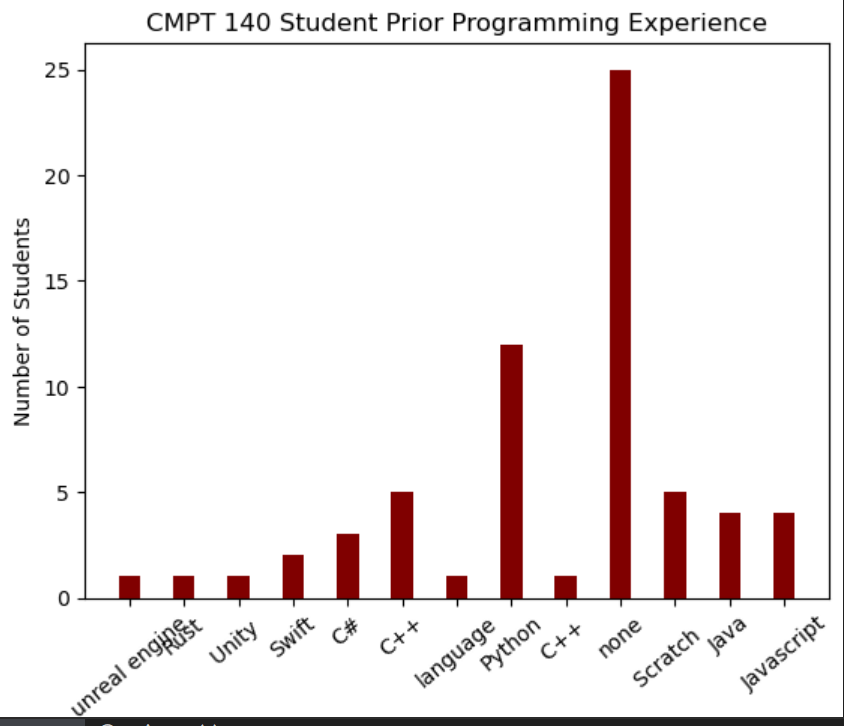 CMPT 140 Student Prior Programming Experience
Number of Students
25
20
15
10
5
0
unreal engine
Rust
Unity
Swift
C#
C++
language
Python
C++
none
Scratch
Java
Javascript